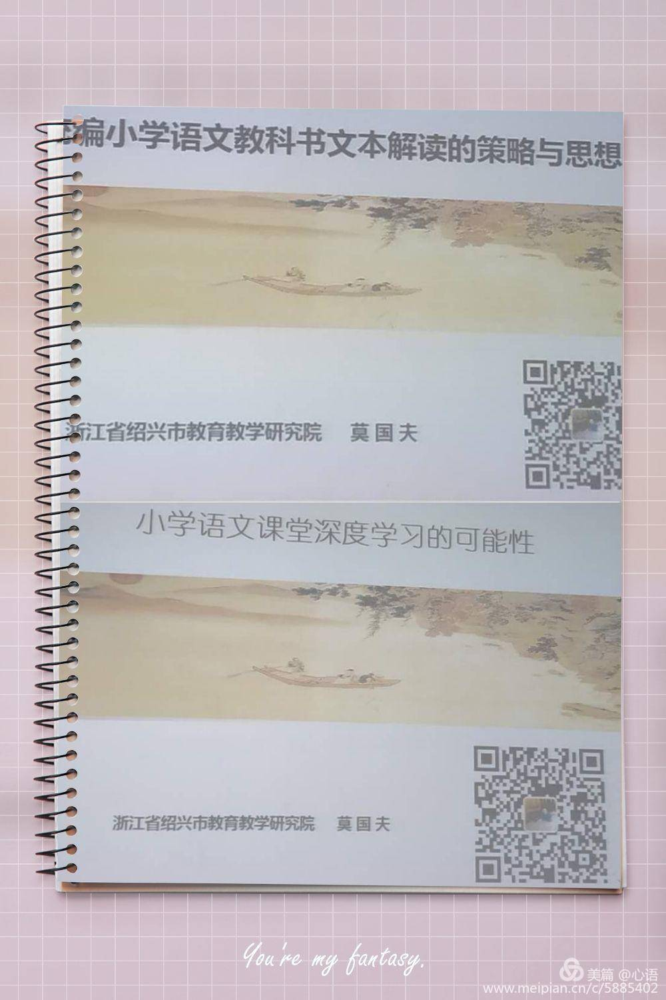 编小学语文教科书文本解读的策略与思想
浙江省绍兴市教育教学研究院 莫国夫
小学语文课堂深度学习的可能性
浙江省绍兴市教育教学研究院 莫国夫
You're my fantasy.
美篇 @心语
www.meipian.cn/c/5885402